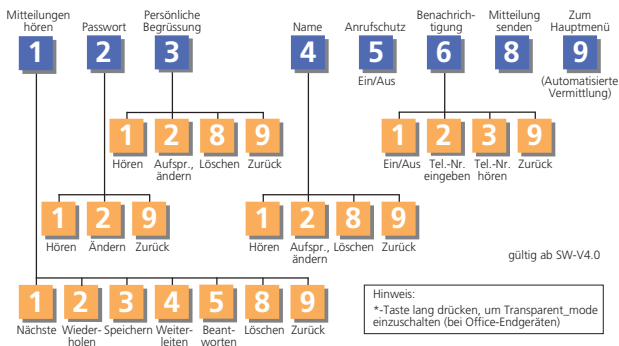 Mitteilungen hören
1
Passwort
2
Persönliche Begrüssung
3
Name
4
Anrufschutz
5
Ein/Aus
Benachrich-
tigung
6
Mitteilung senden
8
Zum Hauptmenü
9
(Automatisierte
Vermittlung)
1 2 8 9
Hören Aufspr., ändern Löschen Zurück
1 2 3 9
Ein/Aus Tel.-Nr. eingeben Tel.-Nr. hören Zurück
1 2 9
Hören Ändern Zurück
1 2 8 9
Hören Aufspr., ändern Löschen Zurück
gültig ab SW-V4.0
1 2 3 4 5 8 9
Nächste Wieder-holen Speichern Weiter-leiten Beant-worten Löschen Zurück
Hinweis:
*-Taste lang drücken, um Transparent_mode
einzuschalten (bei Office-Endgeräten)